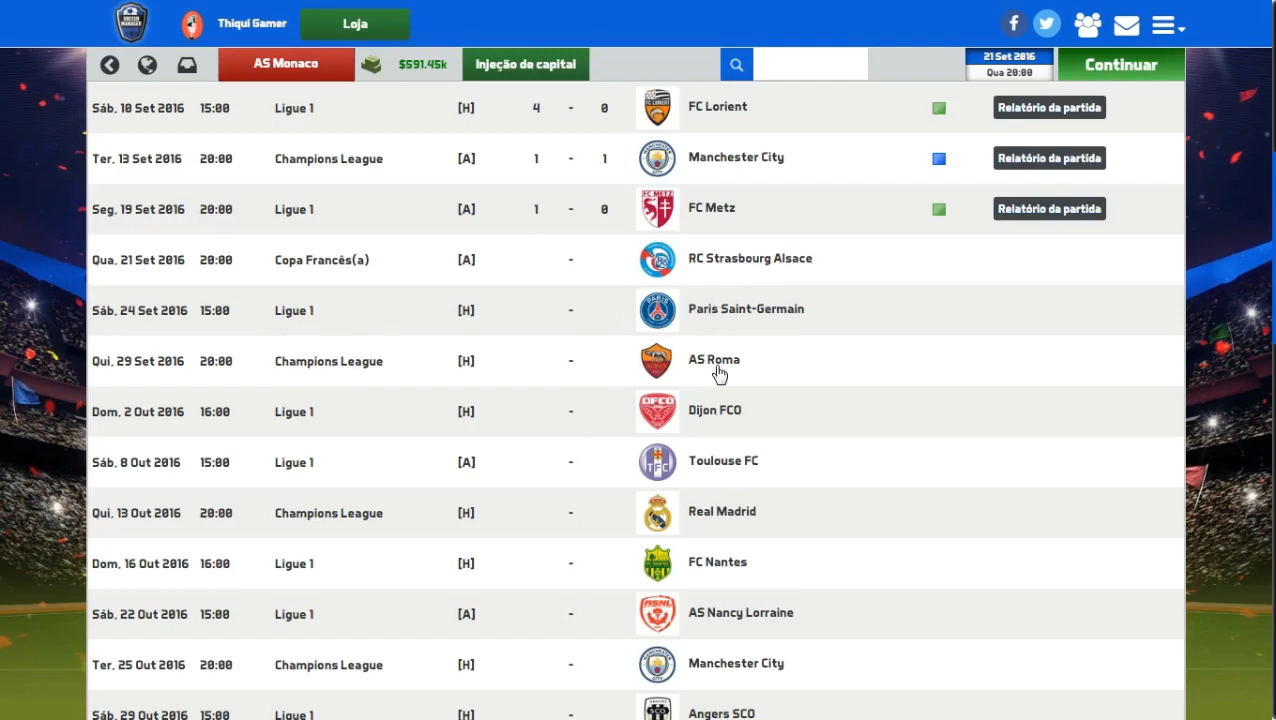 Thiqui Gamer Loja
AS Monaco $591.45k Injeção de capital 21 Set 2016 Continuar
Qua 20:00
Sáb, 10 Set 2016 15:00 Ligue 1 [H] 4 - 0 FC Lorient Relatório da partida
Ter, 13 Set 2016 20:00 Champions League [A] 1 - 1 Manchester City Relatório da partida
Seg, 19 Set 2016 20:00 Ligue 1 [A] 1 - 0 FC Metz Relatório da partida
Qua, 21 Set 2016 20:00 Copa Francês(a) [A] - RC Strasbourg Alsace
Sáb, 24 Set 2016 15:00 Ligue 1 [H] - Paris Saint-Germain
Qui, 29 Set 2016 20:00 Champions League [H] - AS Roma
Dom, 2 Out 2016 16:00 Ligue 1 [H] - Dijon FCO
Sáb, 8 Out 2016 15:00 Ligue 1 [A] - Toulouse FC
Qui, 13 Out 2016 20:00 Champions League [H] - Real Madrid
Dom, 16 Out 2016 16:00 Ligue 1 [H] - FC Nantes
Sáb, 22 Out 2016 15:00 Ligue 1 [A] - AS Nancy Lorraine
Ter, 25 Out 2016 20:00 Champions League [H] - Manchester City
Sáb, 29 Out 2016 15:00 Ligue 1 [H] - Angers SCO